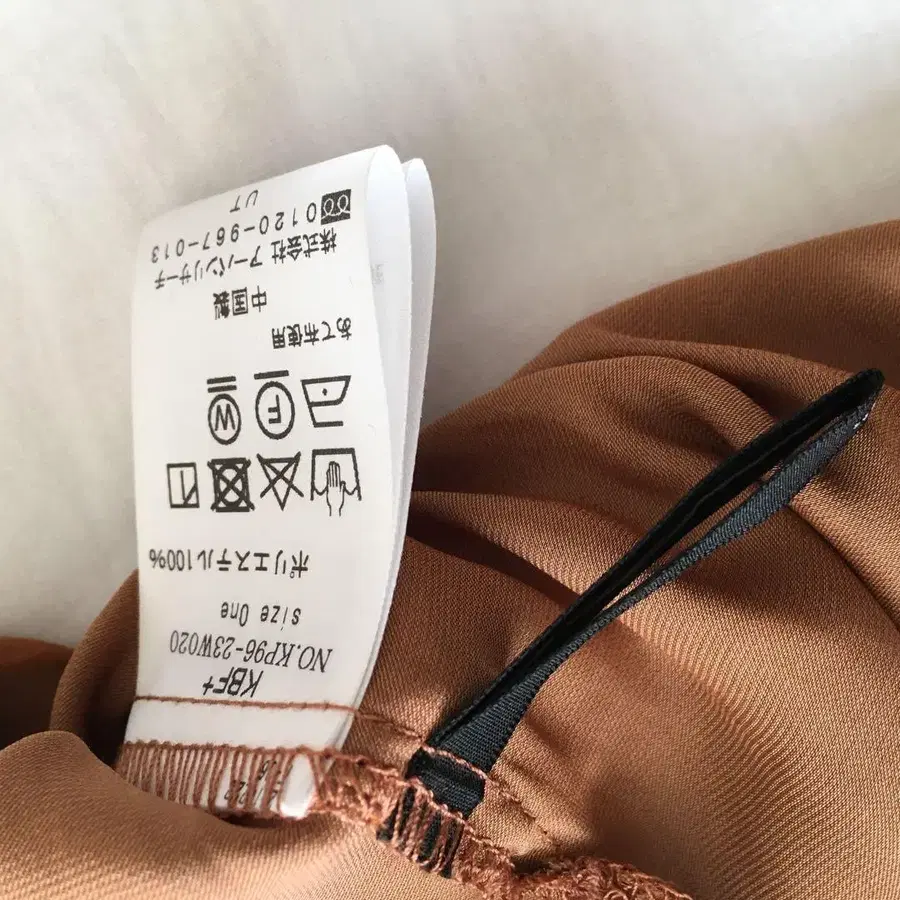 KBF+
NO.KP96-23W020
size One
ポリエステル100%
W F
あて布使用
中国製
株式会社 アーバンリサーチ
0120-967-013
UT